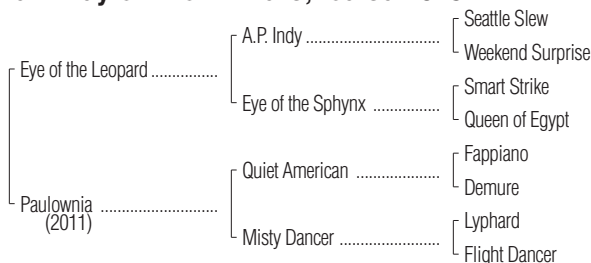 A.P. Indy ................................
Seattle Slew
Weekend Surprise
Eye of the Leopard ................
Eye of the Sphynx ................
Smart Strike
Queen of Egypt
Quiet American ....................
Fappiano
Demure
Paulownia ............................
(2011)
Misty Dancer ........................
Lyphard
Flight Dancer